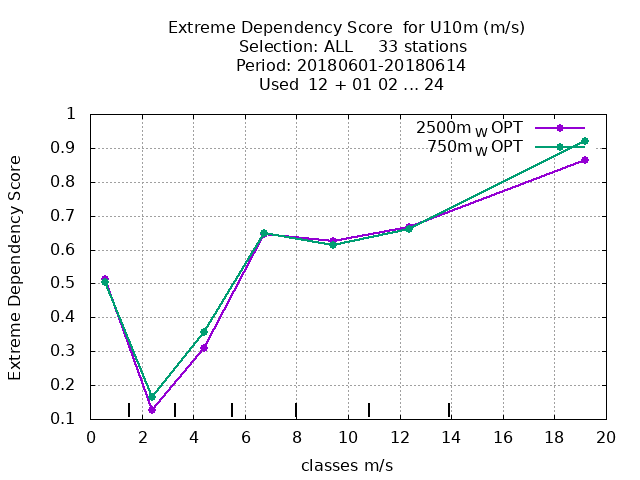 Extreme Dependency Score  for U10m (m/s)
Selection: ALL     33 stations
Period: 20180601-20180614
Used  12 + 01 02 ... 24
2500m W OPT
750m W OPT
Extreme Dependency Score
1
0.9
0.8
0.7
0.6
0.5
0.4
0.3
0.2
0.1
0 2 4 6 8 10 12 14 16 18 20
classes m/s